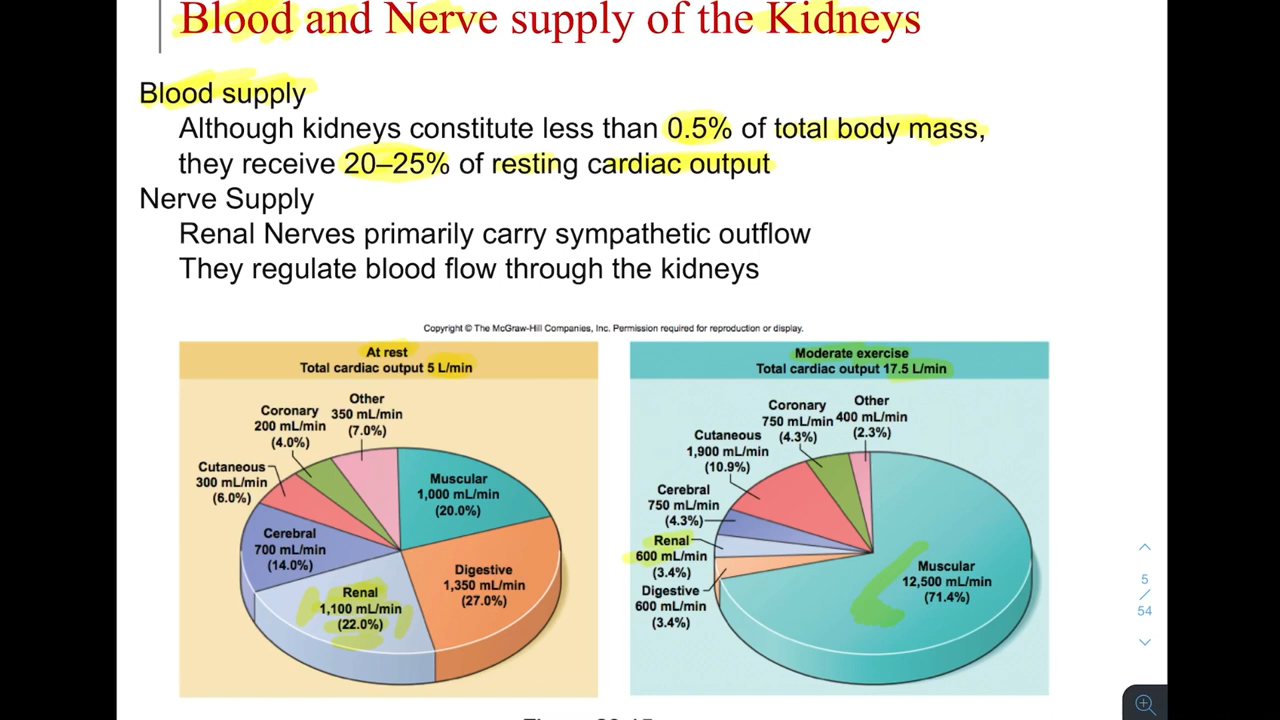 Blood and Nerve supply of the Kidneys
Blood supply
Although kidneys constitute less than 0.5% of total body mass,
they receive 20–25% of resting cardiac output
Nerve Supply
Renal Nerves primarily carry sympathetic outflow
They regulate blood flow through the kidneys
Copyright © The McGraw-Hill Companies, Inc. Permission required for reproduction or display.
At rest
Total cardiac output 5 L/min
Other
350 mL/min
(7.0%)
Coronary
200 mL/min
(4.0%)
Cutaneous
300 mL/min
(6.0%)
Muscular
1,000 mL/min
(20.0%)
Cerebral
700 mL/min
(14.0%)
Digestive
1,350 mL/min
(27.0%)
Renal
1,100 mL/min
(22.0%)
Moderate exercise
Total cardiac output 17.5 L/min
Other
400 mL/min
(2.3%)
Coronary
750 mL/min
(4.3%)
Cutaneous
1,900 mL/min
(10.9%)
Cerebral
750 mL/min
(4.3%)
Renal
600 mL/min
(3.4%)
Digestive
600 mL/min
(3.4%)
Muscular
12,500 mL/min
(71.4%)
5
/
54